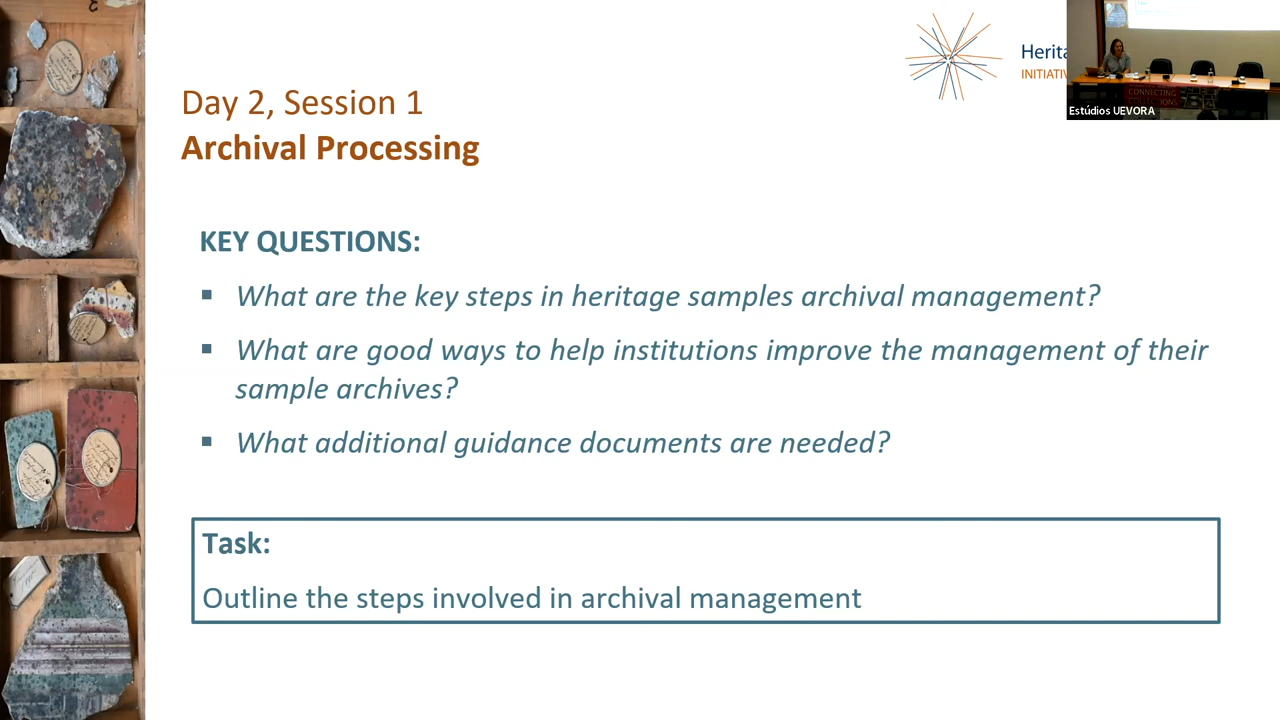 Day 2, Session 1
Archival Processing
Herita
INITIATIV
Estúdios UEVORA
CONNECTING
KEY QUESTIONS:
▪ What are the key steps in heritage samples archival management?
▪ What are good ways to help institutions improve the management of their
sample archives?
▪ What additional guidance documents are needed?
Task:
Outline the steps involved in archival management